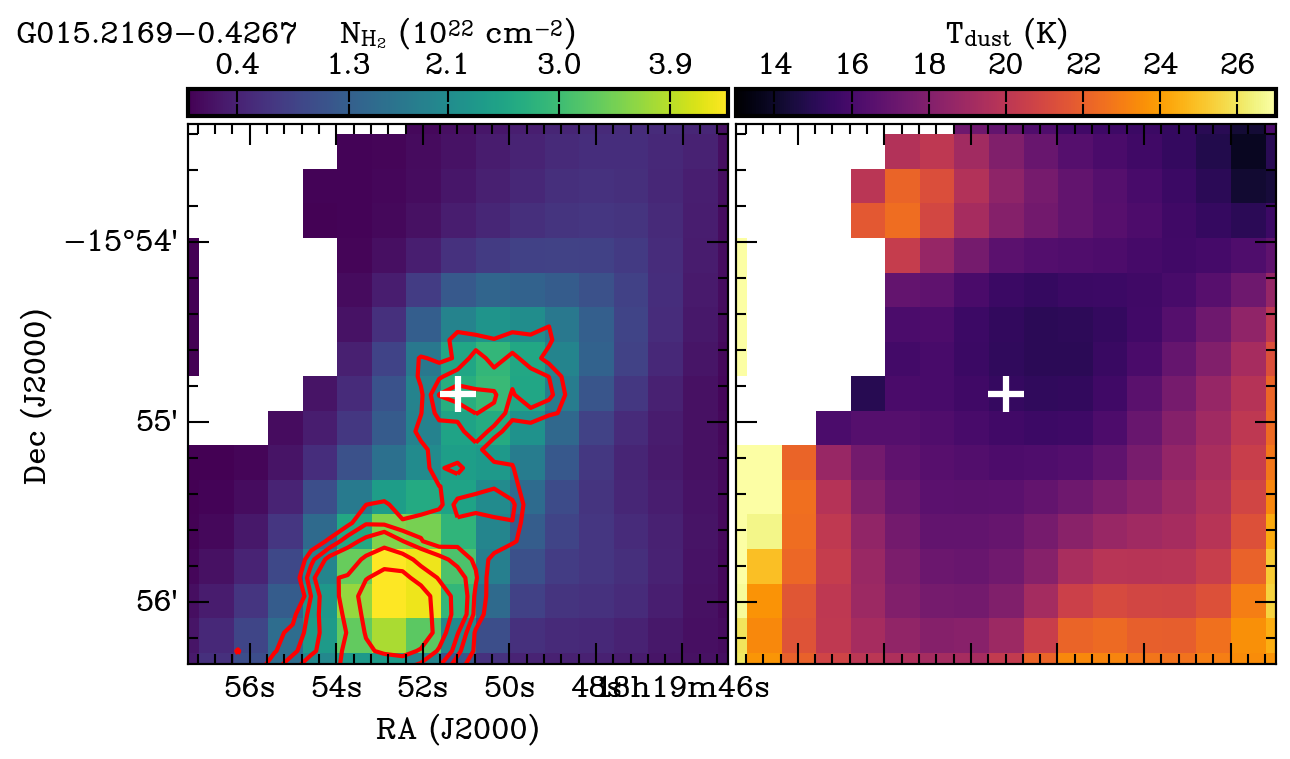 G015.2169−0.4267 N_H₂ (10²² cm⁻²) T_dust (K)
0.4 1.3 2.1 3.0 3.9 14 16 18 20 22 24 26
−15°54'
55'
56'
Dec (J2000)
56s 54s 52s 50s 48s 18h19m46s
RA (J2000)